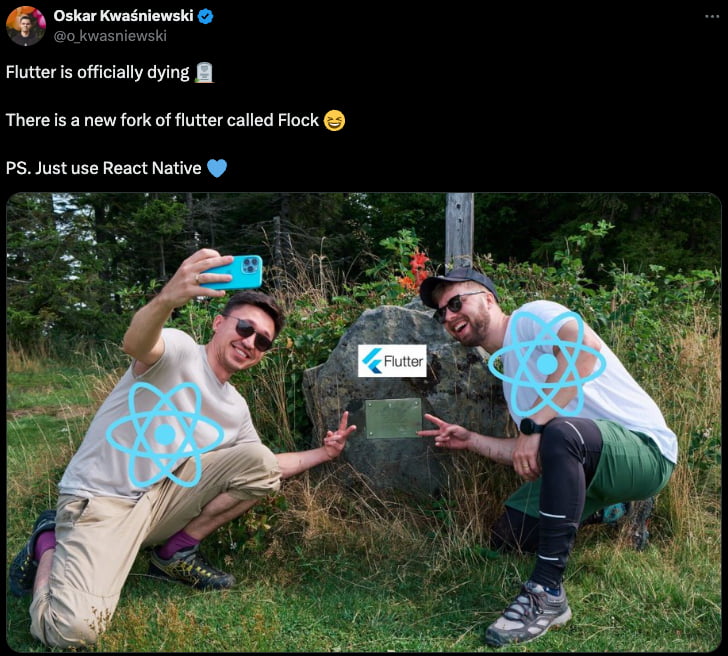 Oskar Kwaśniewski
@o_kwasniewski
Flutter is officially dying 🪦
There is a new fork of flutter called Flock 😆
PS. Just use React Native 🩵
Flutter